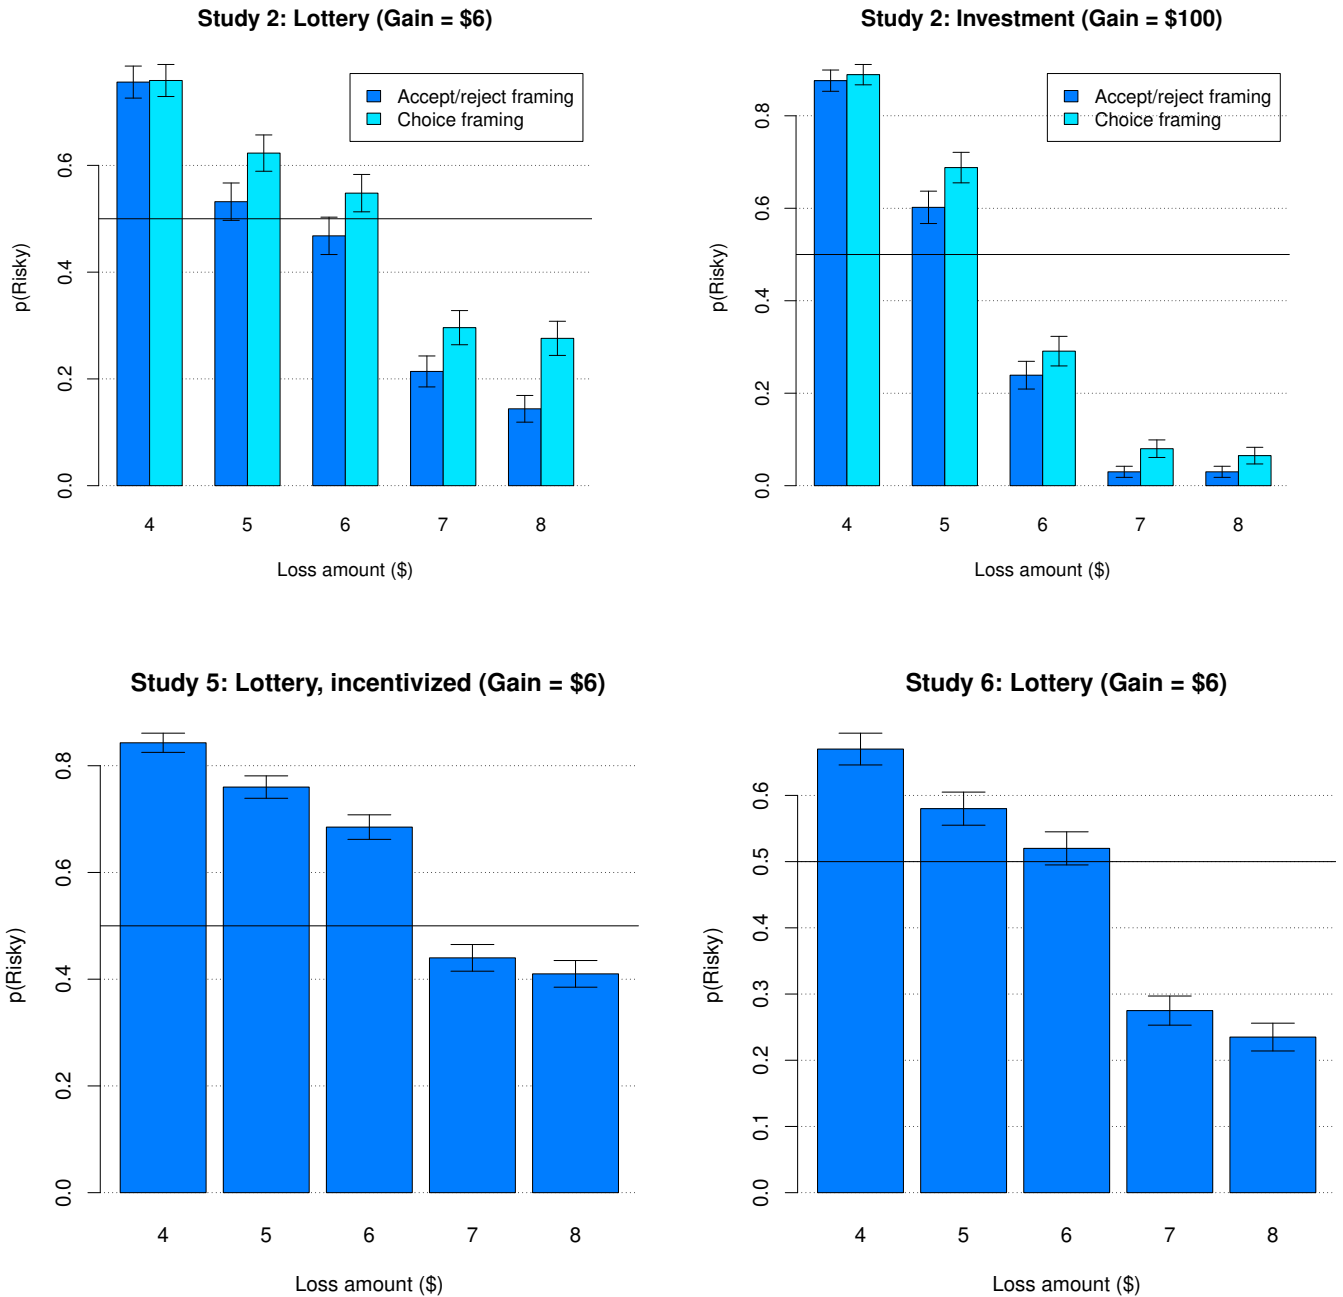 Study 2: Lottery (Gain = $6)
Accept/reject framing
Choice framing
p(Risky)
0.0
0.2
0.4
0.6
4 5 6 7 8
Loss amount ($)
Study 2: Investment (Gain = $100)
Accept/reject framing
Choice framing
p(Risky)
0.0
0.2
0.4
0.6
0.8
4 5 6 7 8
Loss amount ($)
Study 5: Lottery, incentivized (Gain = $6)
p(Risky)
0.0
0.2
0.4
0.6
0.8
4 5 6 7 8
Loss amount ($)
Study 6: Lottery (Gain = $6)
p(Risky)
0.0
0.1
0.2
0.3
0.4
0.5
0.6
4 5 6 7 8
Loss amount ($)